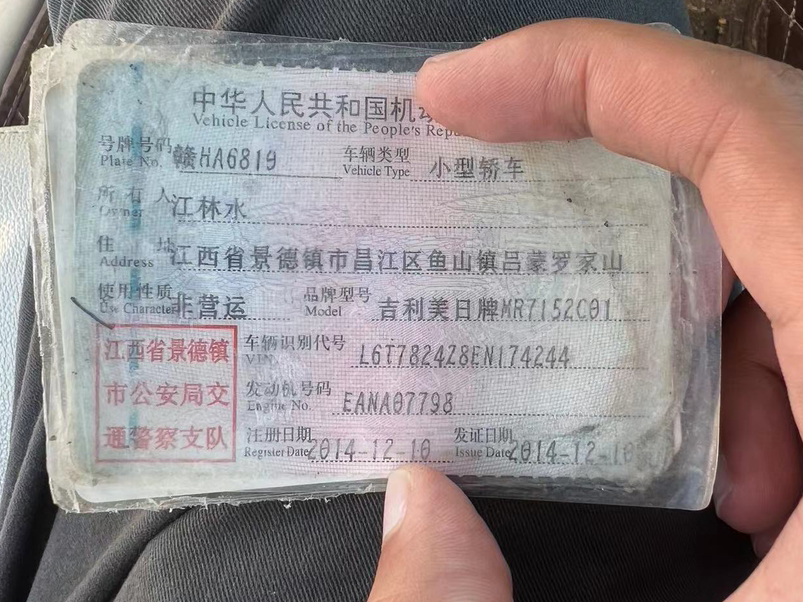 中华人民共和国机
Vehicle License of the People's Repu
号牌号码 赣HA6819 车辆类型 小型轿车
Plate No. Vehicle Type
所有人 江林水
Owner
住址 江西省景德镇市昌江区鱼山镇吕蒙罗家山
Address
使用性质 非营运 品牌型号 吉利美日牌MR7152C01
Use Character Model
江西省景德镇 车辆识别代号 L6T7824Z8EN174244
VIN
市公安局交 发动机号码 EANA07798
Engine No.
通警察支队 注册日期 2014-12-10 发证日期 2014-12-10
Register Date Issue Date